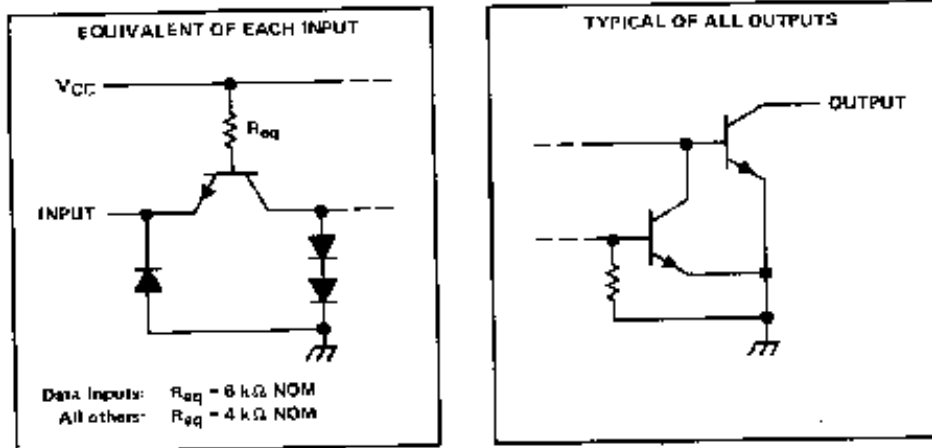 EQUIVALENT OF EACH INPUT
VCC
Req
INPUT
Data Inputs: Req = 6 kΩ NOM
All others: Req = 4 kΩ NOM
TYPICAL OF ALL OUTPUTS
OUTPUT